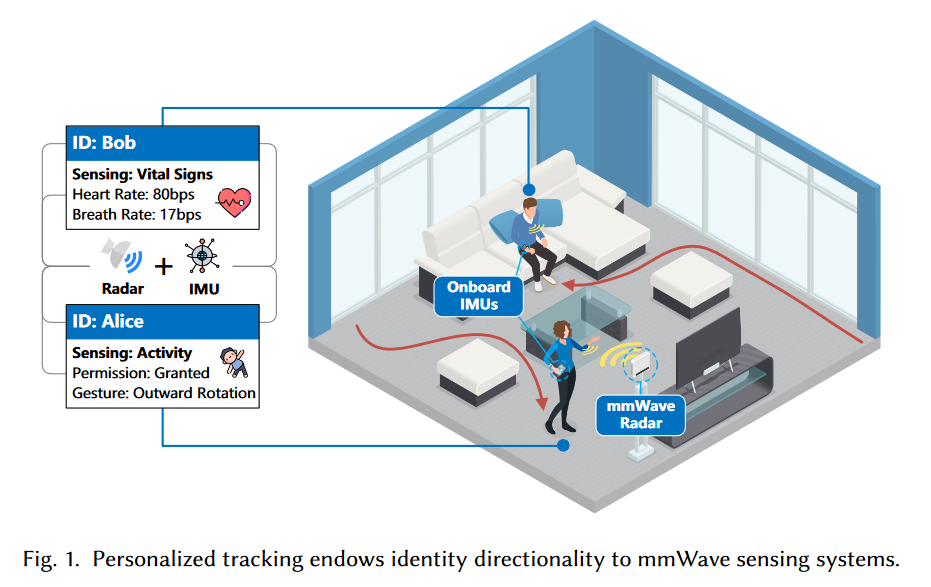 ID: Bob
Sensing: Vital Signs
Heart Rate: 80bps
Breath Rate: 17bps
Radar + IMU
ID: Alice
Sensing: Activity
Permission: Granted
Gesture: Outward Rotation
Onboard
IMUs
mmWave
Radar
Fig. 1. Personalized tracking endows identity directionality to mmWave sensing systems.